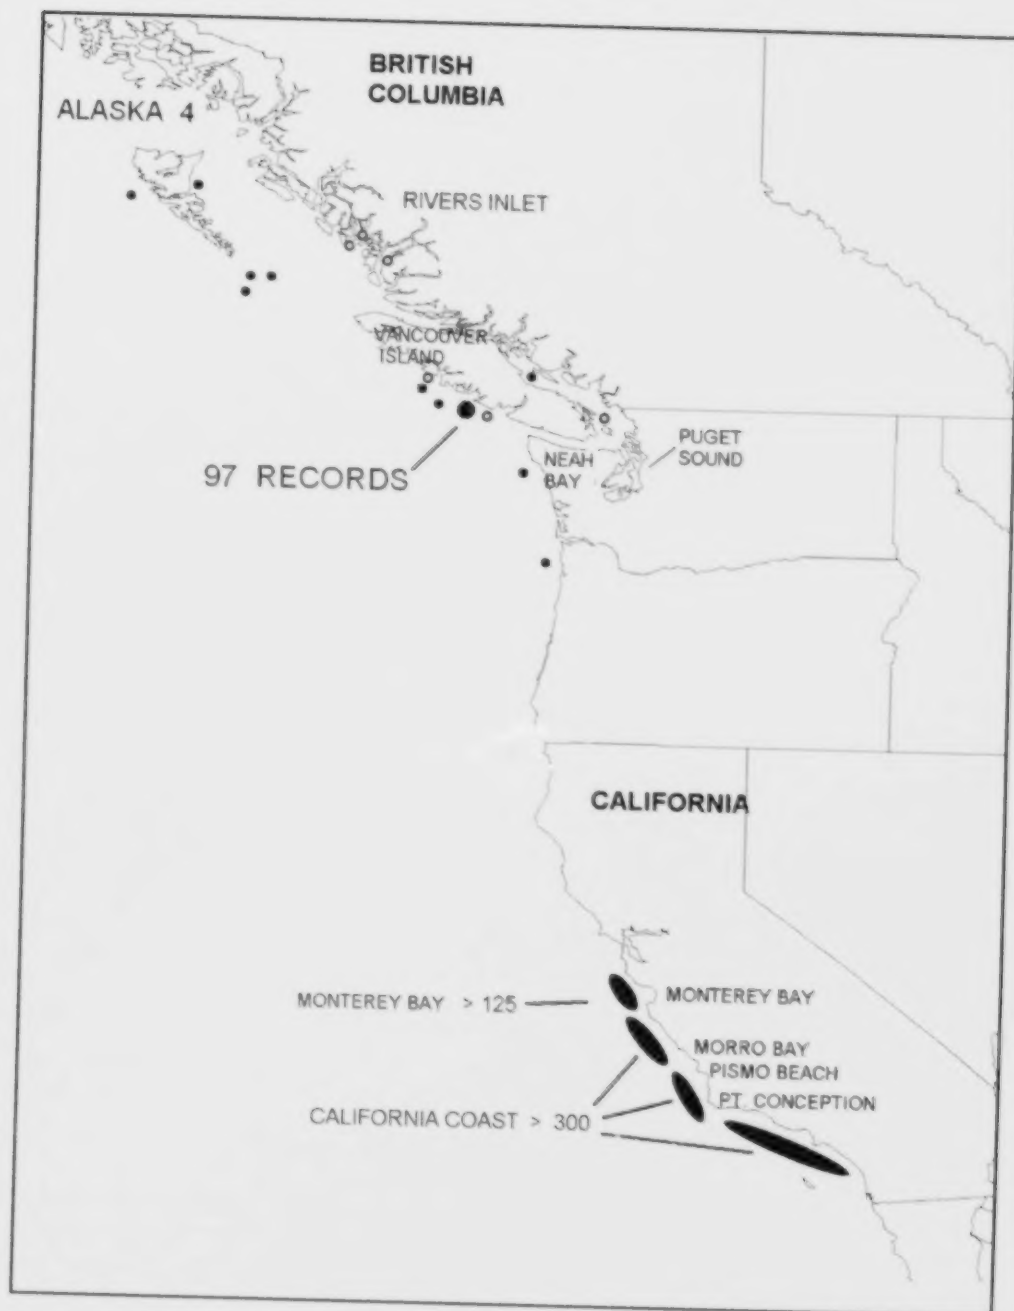 BRITISH
COLUMBIA
ALASKA 4
RIVERS INLET
VANCOUVER
ISLAND
97 RECORDS
NEAH
BAY
PUGET
SOUND
CALIFORNIA
MONTEREY BAY > 125
MONTEREY BAY
MORRO BAY
PISMO BEACH
PT. CONCEPTION
CALIFORNIA COAST > 300